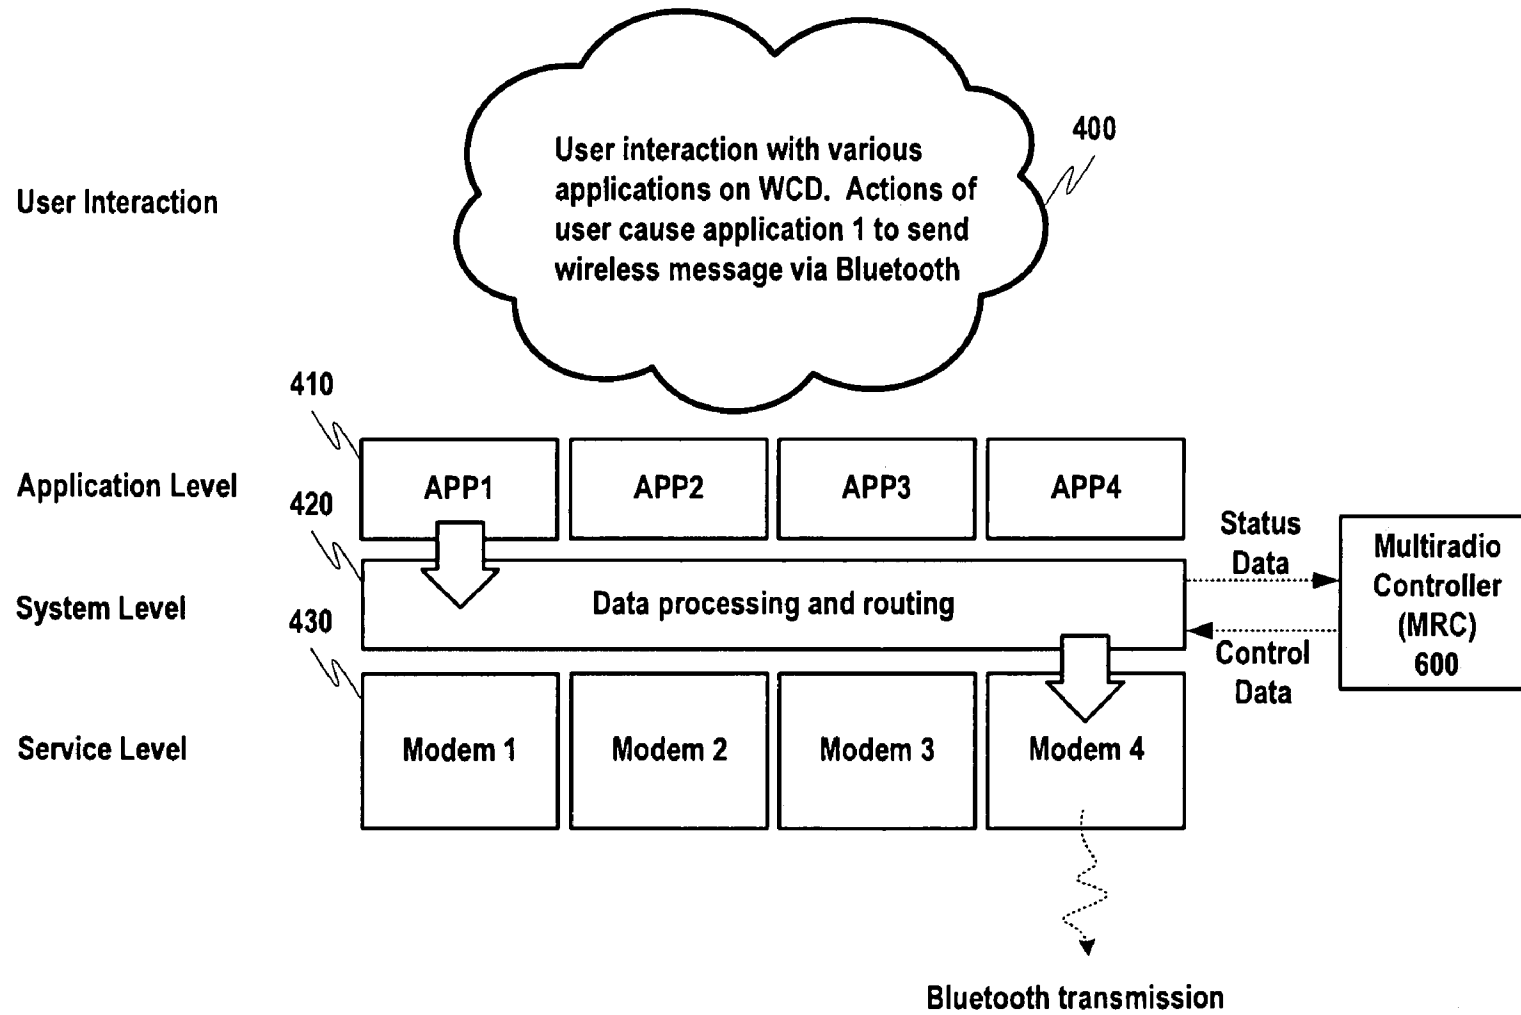 400
User interaction with various
applications on WCD.  Actions of
user cause application 1 to send
wireless message via Bluetooth
User Interaction
410
Application Level
APP1
APP2
APP3
APP4
420
Status
Data
Multiradio
Controller
(MRC)
600
System Level
Data processing and routing
430
Control
Data
Service Level
Modem 1
Modem 2
Modem 3
Modem 4
Bluetooth transmission